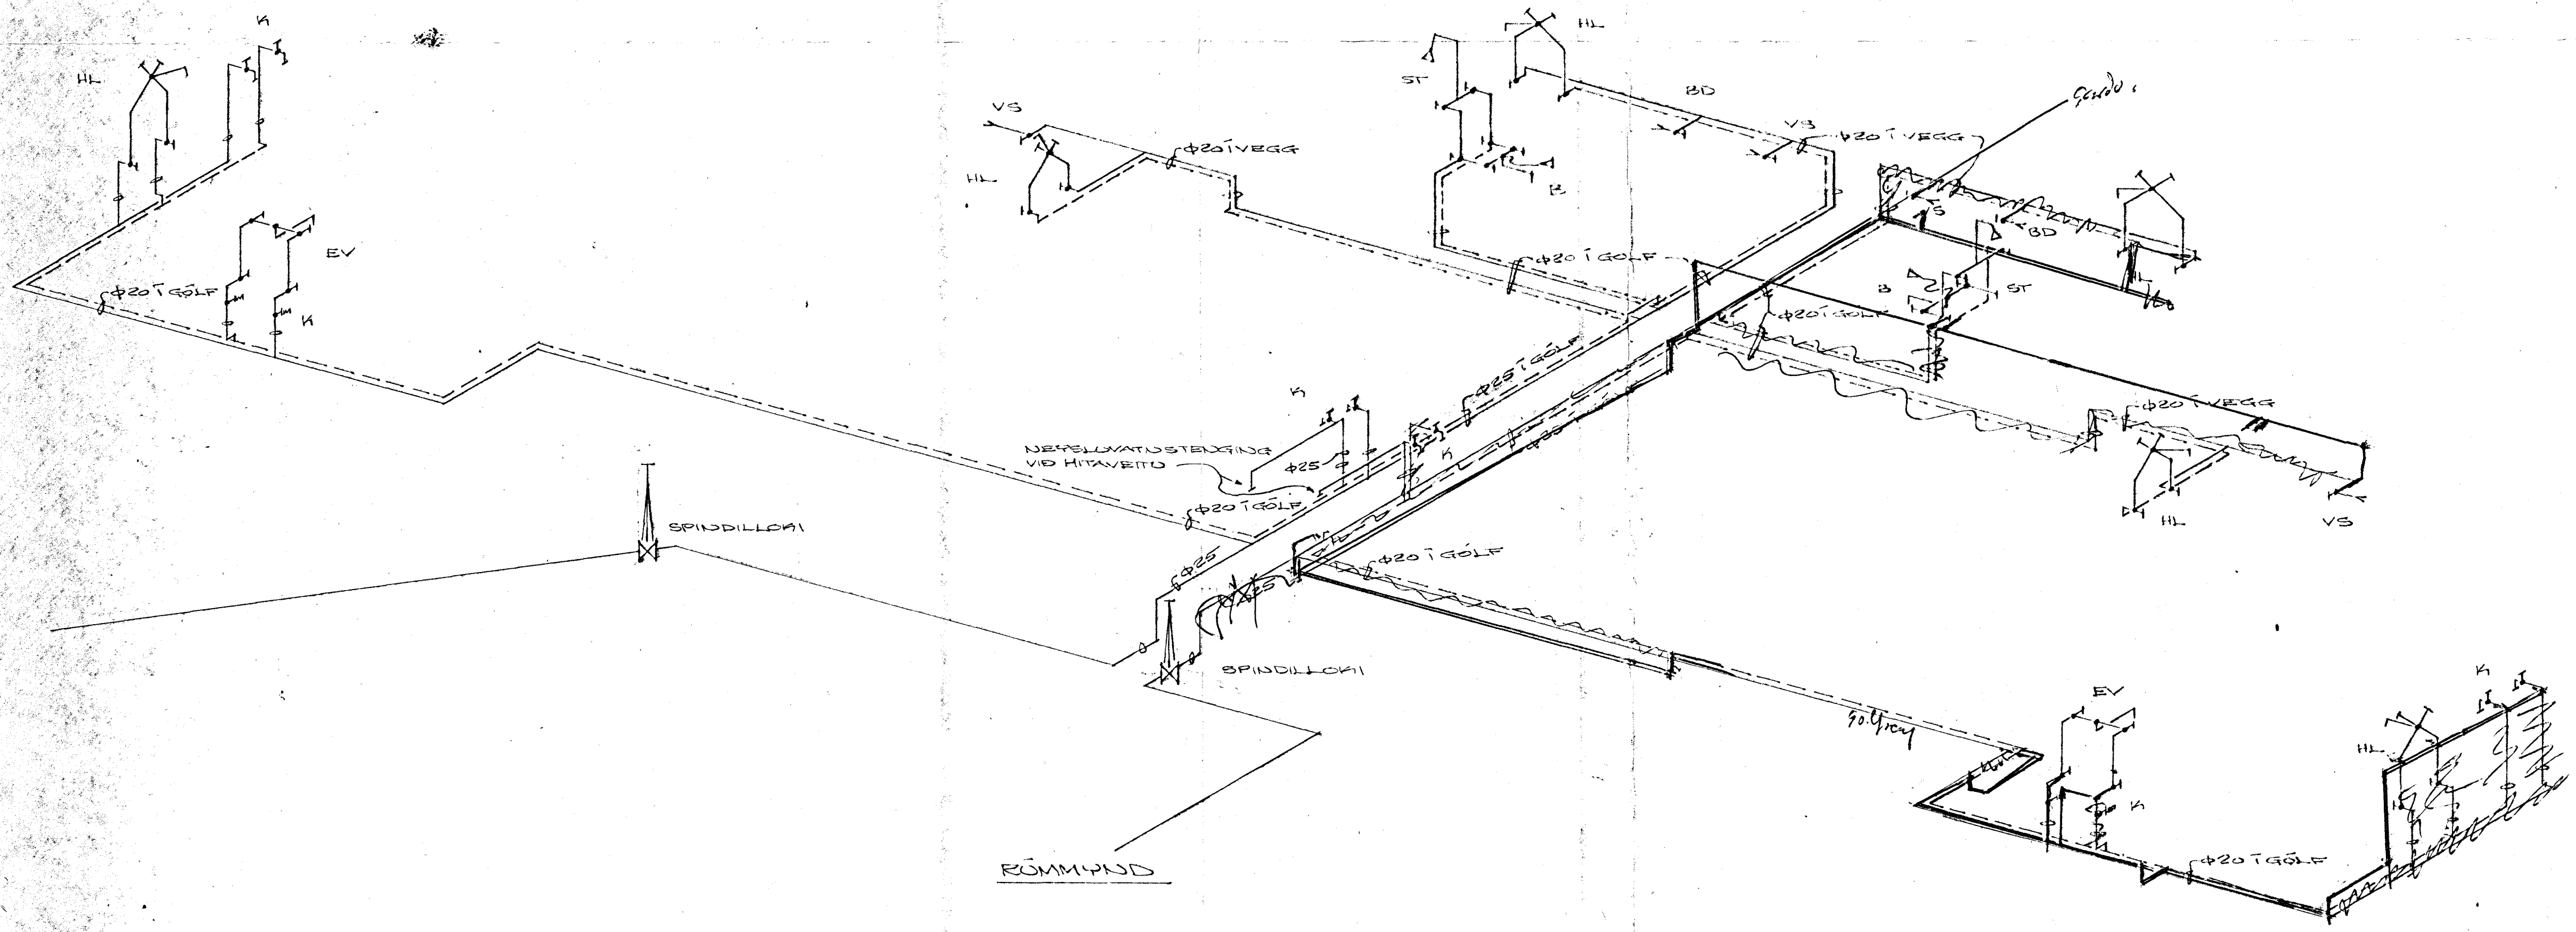 K
HL
HL
ST
BD
VS
VS
φ20 Í VEGG
φ20 Í VEGG
HL
B
VS
BD
EV
φ20 Í GÓLF
φ20 Í GÓLF
B
ST
K
φ20 Í GÓLF
φ25 Í GÓLF
K
φ20 Í VEGG
NEYSLUVATNSTENGING
VIÐ HITAVEITU
φ25
K
φ20 Í GÓLF
HL
VS
SPINDILLOKI
φ20 Í GÓLF
φ25
φ25
SPINDILLOKI
K
EV
HL
K
φ20 Í GÓLF
RÚMMYND